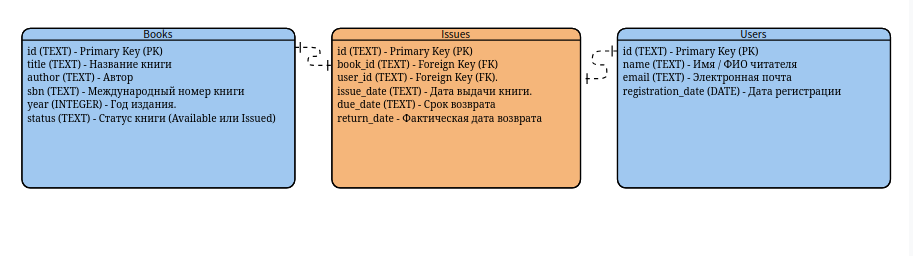 Books
id (TEXT) - Primary Key (PK)
title (TEXT) - Название книги
author (TEXT) - Автор
sbn (TEXT) - Международный номер книги
year (INTEGER) - Год издания.
status (TEXT) - Статус книги (Available или Issued)
Issues
id (TEXT) - Primary Key (PK)
book_id (TEXT) - Foreign Key (FK)
user_id (TEXT) - Foreign Key (FK).
issue_date (TEXT) - Дата выдачи книги.
due_date (TEXT) - Срок возврата
return_date - Фактическая дата возврата
Users
id (TEXT) - Primary Key (PK)
name (TEXT) - Имя / ФИО читателя
email (TEXT) - Электронная почта
registration_date (DATE) - Дата регистрации